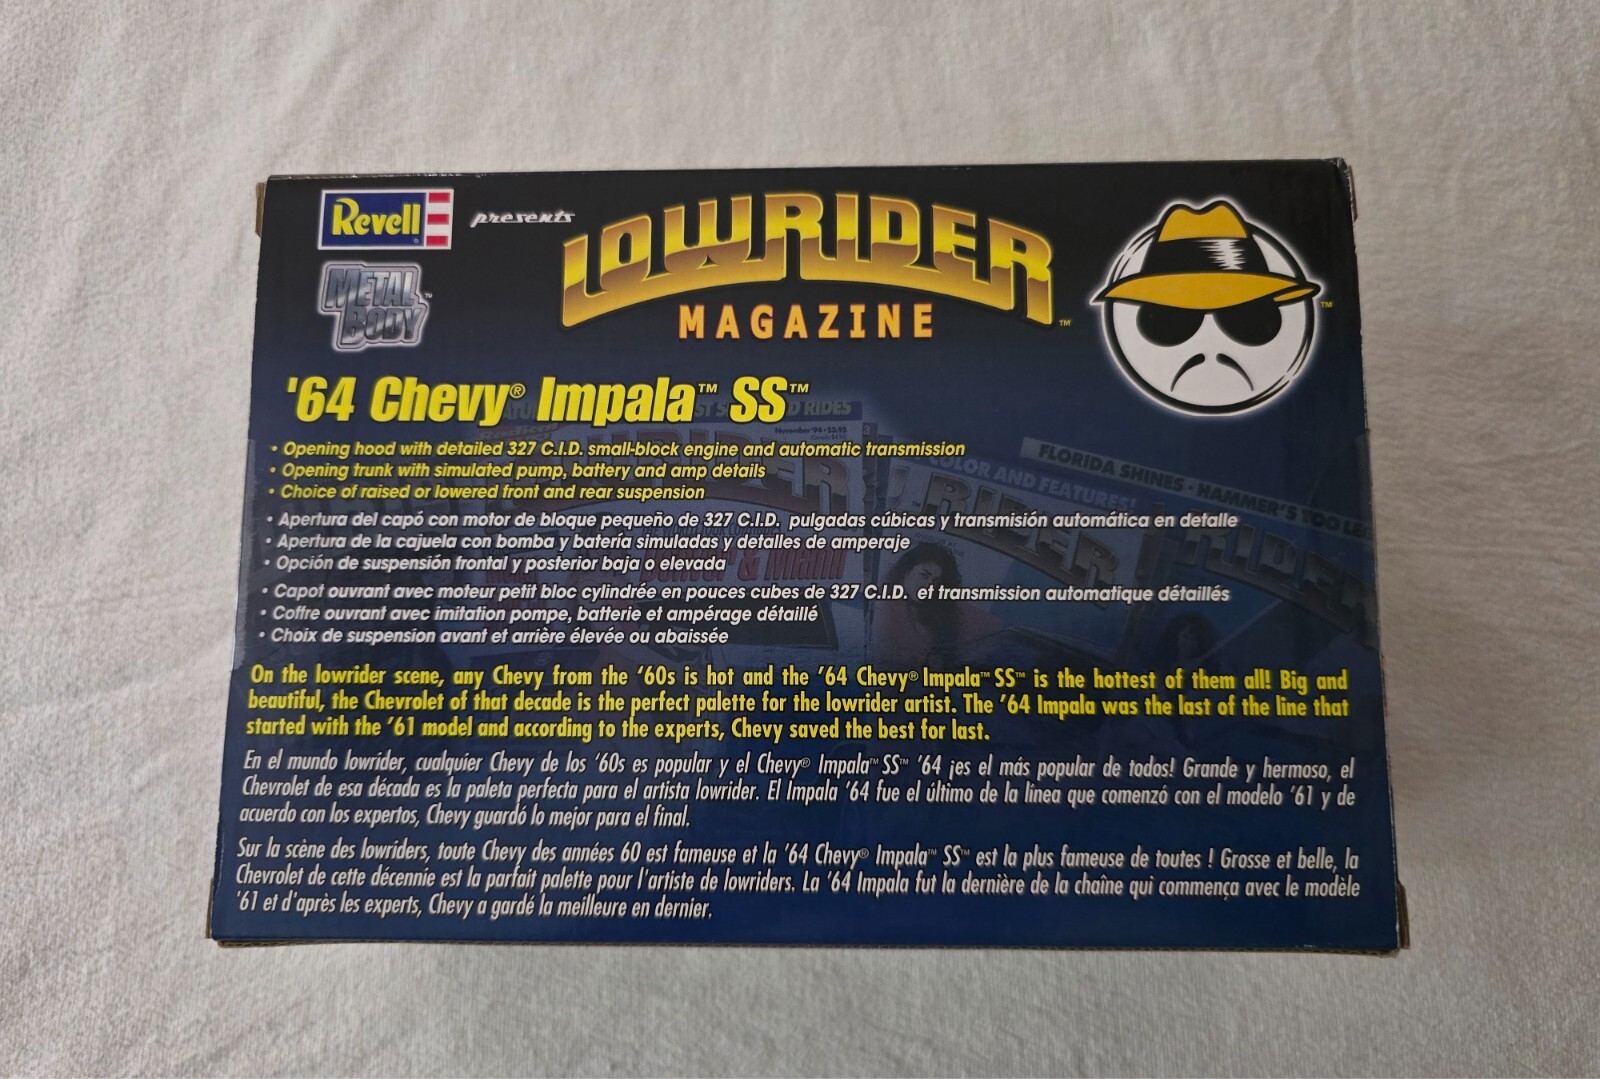 Revell
presents
LOWRIDER
MAGAZINE
METAL
BODY
'64 Chevy® Impala™ SS™
• Opening hood with detailed 327 C.I.D. small-block engine and automatic transmission
• Opening trunk with simulated pump, battery and amp details
• Choice of raised or lowered front and rear suspension
• Apertura del capó con motor de bloque pequeño de 327 C.I.D. pulgadas cúbicas y transmisión automática en detalle
• Apertura de la cajuela con bomba y batería simuladas y detalles de amperaje
• Opción de suspensión frontal y posterior baja o elevada
• Capot ouvrant avec moteur petit bloc cylindrée en pouces cubes de 327 C.I.D. et transmission automatique détaillés
• Coffre ouvrant avec imitation pompe, batterie et ampérage détaillé
• Choix de suspension avant et arrière élevée ou abaissée
RIDES
November '94
COLOR AND FEATURES!
FLORIDA SHINES • HAMMER'S TOO
RIDER
& Miami
On the lowrider scene, any Chevy from the '60s is hot and the '64 Chevy® Impala™ SS™ is the hottest of them all! Big and
beautiful, the Chevrolet of that decade is the perfect palette for the lowrider artist. The '64 Impala was the last of the line that
started with the '61 model and according to the experts, Chevy saved the best for last.
En el mundo lowrider, cualquier Chevy de los '60s es popular y el Chevy® Impala™ SS™ '64 ¡es el más popular de todos! Grande y hermoso, el
Chevrolet de esa década es la paleta perfecta para el artista lowrider. El Impala '64 fue el último de la línea que comenzó con el modelo '61 y de
acuerdo con los expertos, Chevy guardó lo mejor para el final.
Sur la scène des lowriders, toute Chevy des années 60 est fameuse et la '64 Chevy® Impala™ SS™ est la plus fameuse de toutes ! Grosse et belle, la
Chevrolet de cette décennie est la parfait palette pour l'artiste de lowriders. La '64 Impala fut la dernière de la chaîne qui commença avec le modèle
'61 et d'après les experts, Chevy a gardé la meilleure en dernier.